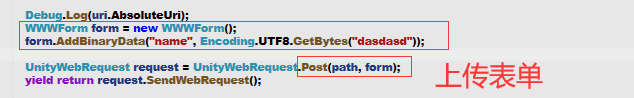 Debug.Log(uri.AbsoluteUri);
WWWForm form = new WWWForm();
form.AddBinaryData("name", Encoding.UTF8.GetBytes("dasdasd"));
UnityWebRequest request = UnityWebRequest.Post(path, form);
上传表单
yield return request.SendWebRequest();